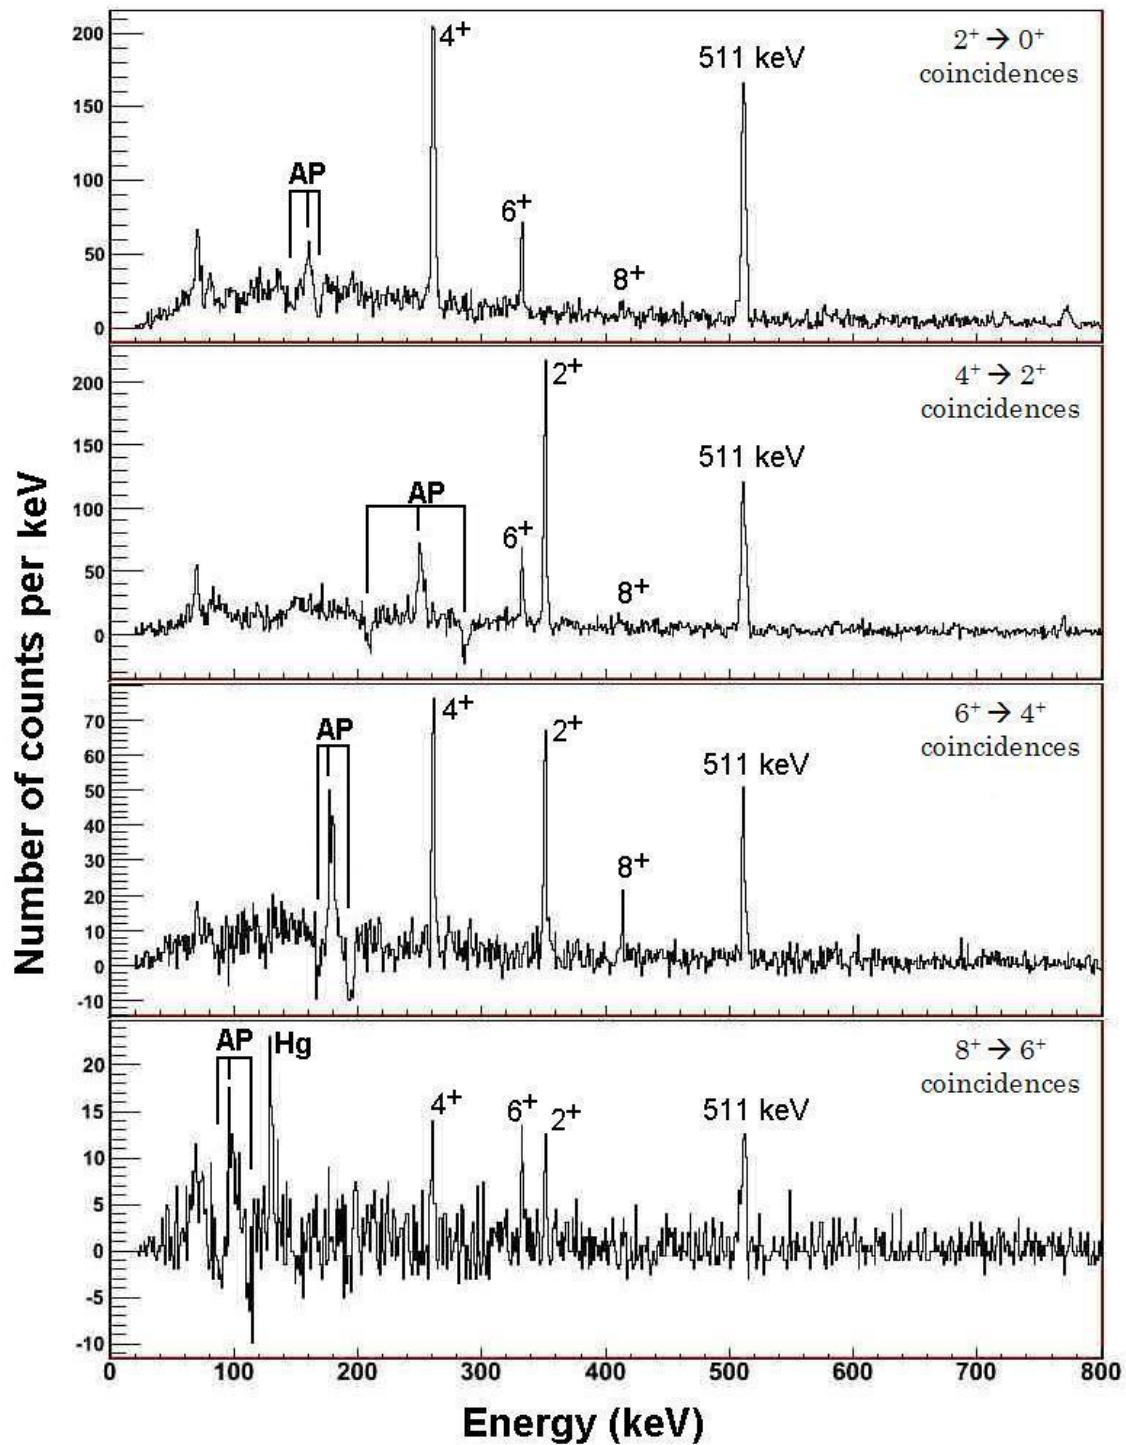 Number of counts per keV
200
150
100
50
0
AP
4+
6+
8+
511 keV
2+ → 0+
coincidences
200
150
100
50
0
AP
6+
2+
8+
511 keV
4+ → 2+
coincidences
70
60
50
40
30
20
10
0
-10
AP
4+
2+
8+
511 keV
6+ → 4+
coincidences
20
15
10
5
0
-5
-10
AP
Hg
4+
6+
2+
511 keV
8+ → 6+
coincidences
0 100 200 300 400 500 600 700 800
Energy (keV)